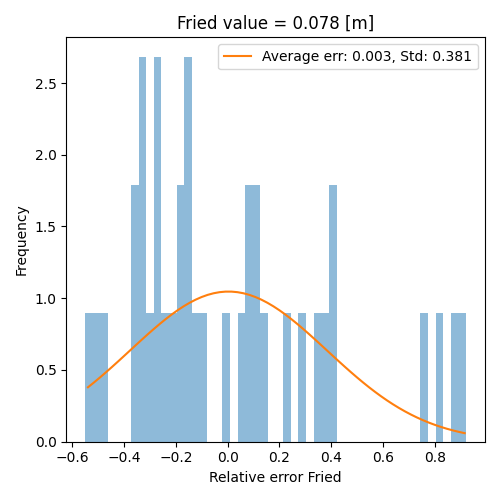 Fried value = 0.078 [m]
Average err: 0.003, Std: 0.381
Frequency
2.5
2.0
1.5
1.0
0.5
0.0
−0.6 −0.4 −0.2 0.0 0.2 0.4 0.6 0.8
Relative error Fried